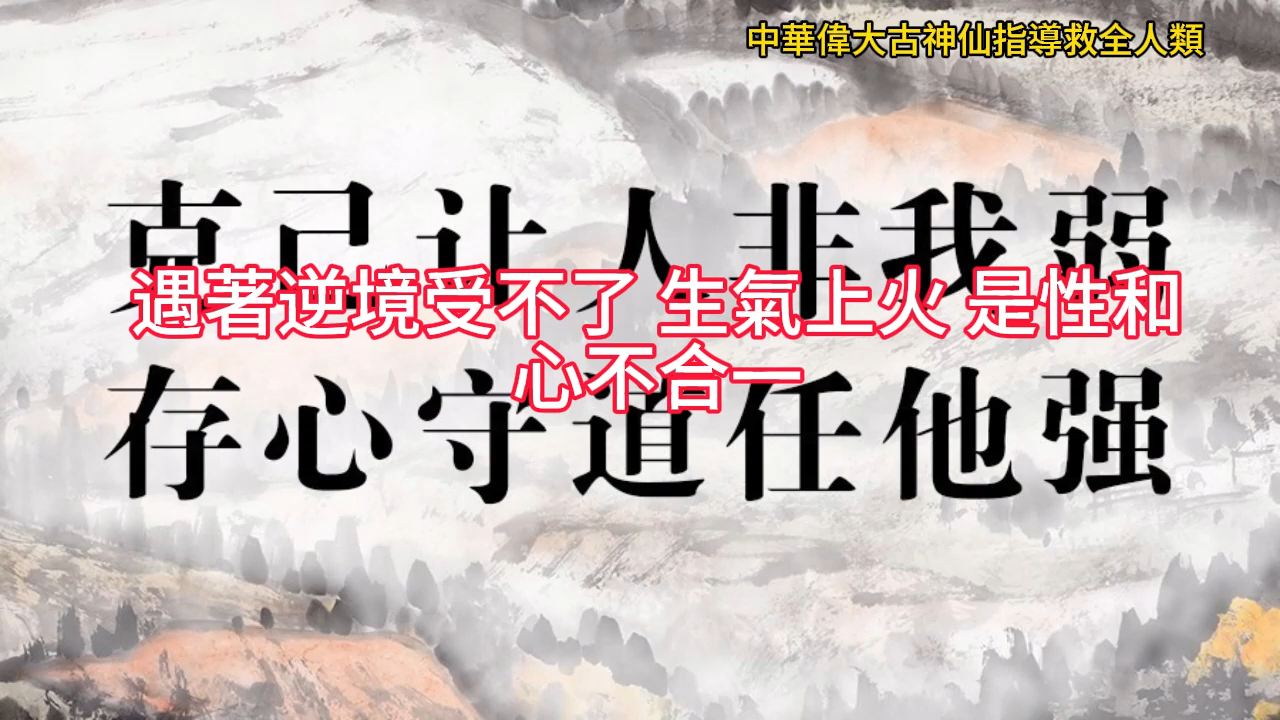 中華偉大古神仙指導救全人類
克己让人非我弱
遇著逆境受不了 生氣上火 是性和
心不合一
存心守道任他强